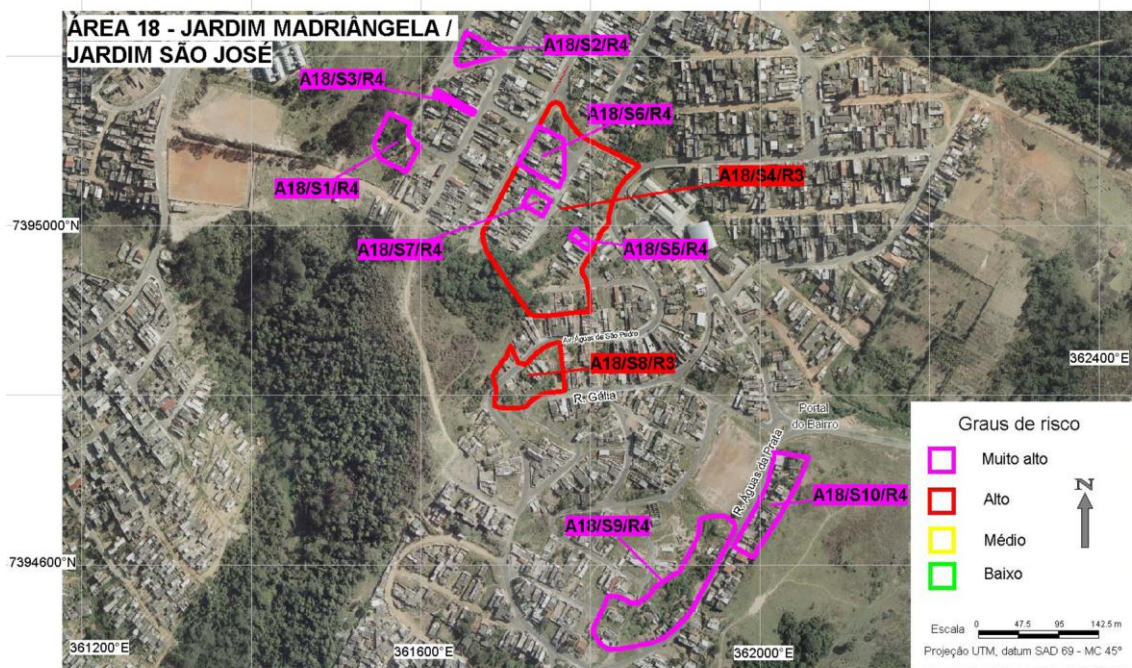 ÁREA 18 - JARDIM MADRIÂNGELA /
JARDIM SÃO JOSÉ
A18/S2/R4
A18/S3/R4
A18/S6/R4
A18/S4/R3
A18/S1/R4
7395000°N
A18/S7/R4
A18/S5/R4
Av. Águas de São Pedro
362400°E
A18/S8/R3
R. Gália
Portal
do Bairro
R. Águas da Prata
A18/S10/R4
A18/S9/R4
7394600°N
361200°E
361600°E
362000°E
Graus de risco
Muito alto
Alto
Médio
Baixo
N
Escala 0 47.5 95 142.5 m
Projeção UTM, datum SAD 69 - MC 45º